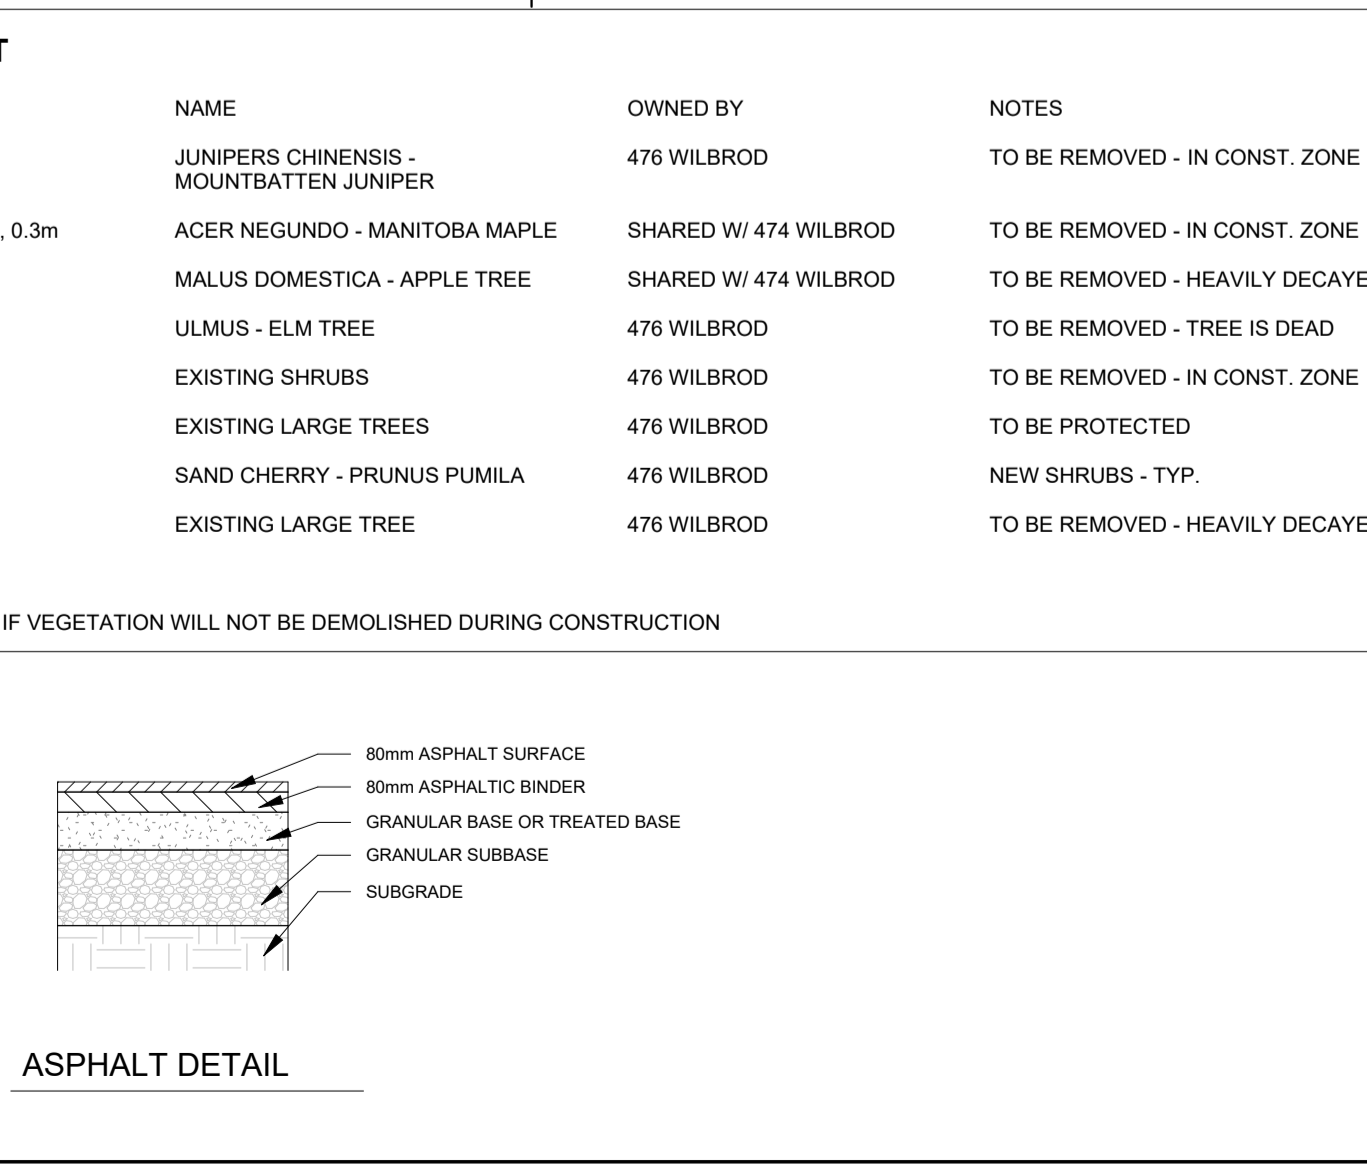 T
NAME OWNED BY NOTES
JUNIPERS CHINENSIS - 476 WILBROD TO BE REMOVED - IN CONST. ZONE
MOUNTBATTEN JUNIPER
, 0.3m ACER NEGUNDO - MANITOBA MAPLE SHARED W/ 474 WILBROD TO BE REMOVED - IN CONST. ZONE
MALUS DOMESTICA - APPLE TREE SHARED W/ 474 WILBROD TO BE REMOVED - HEAVILY DECAYE
ULMUS - ELM TREE 476 WILBROD TO BE REMOVED - TREE IS DEAD
EXISTING SHRUBS 476 WILBROD TO BE REMOVED - IN CONST. ZONE
EXISTING LARGE TREES 476 WILBROD TO BE PROTECTED
SAND CHERRY - PRUNUS PUMILA 476 WILBROD NEW SHRUBS - TYP.
EXISTING LARGE TREE 476 WILBROD TO BE REMOVED - HEAVILY DECAYE
IF VEGETATION WILL NOT BE DEMOLISHED DURING CONSTRUCTION
80mm ASPHALT SURFACE
80mm ASPHALTIC BINDER
GRANULAR BASE OR TREATED BASE
GRANULAR SUBBASE
SUBGRADE
ASPHALT DETAIL